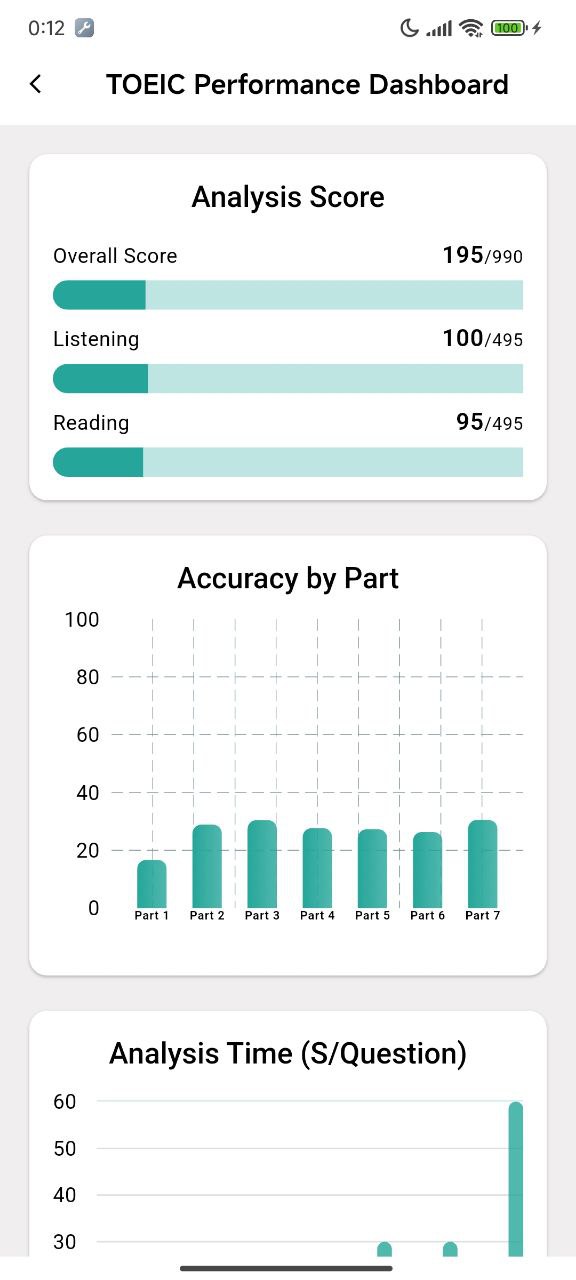 0:12
100
TOEIC Performance Dashboard
Analysis Score
Overall Score 195/990
Listening 100/495
Reading 95/495
Accuracy by Part
100
80
60
40
20
0
Part 1 Part 2 Part 3 Part 4 Part 5 Part 6 Part 7
Analysis Time (S/Question)
60
50
40
30